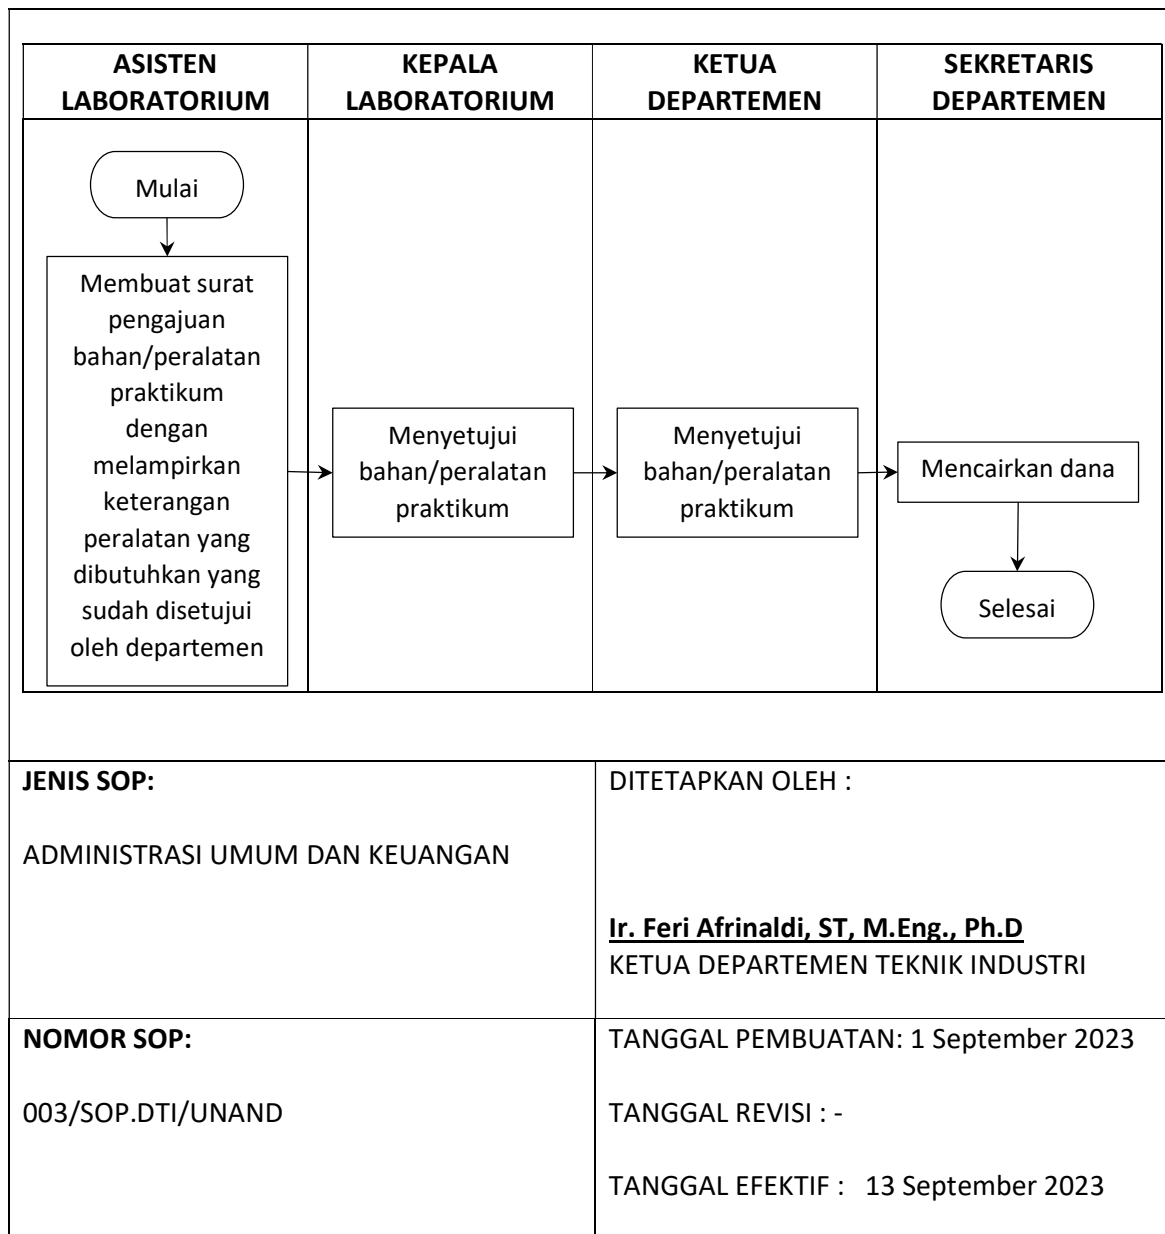 ASISTEN
LABORATORIUM
KEPALA
LABORATORIUM
KETUA
DEPARTEMEN
SEKRETARIS
DEPARTEMEN
Mulai
Membuat surat
pengajuan
bahan/peralatan
praktikum
dengan
melampirkan
keterangan
peralatan yang
dibutuhkan yang
sudah disetujui
oleh departemen
Menyetujui
bahan/peralatan
praktikum
Menyetujui
bahan/peralatan
praktikum
Mencairkan dana
Selesai
JENIS SOP:
ADMINISTRASI UMUM DAN KEUANGAN
DITETAPKAN OLEH :
Ir. Feri Afrinaldi, ST, M.Eng., Ph.D
KETUA DEPARTEMEN TEKNIK INDUSTRI
NOMOR SOP:
003/SOP.DTI/UNAND
TANGGAL PEMBUATAN: 1 September 2023
TANGGAL REVISI : -
TANGGAL EFEKTIF : 13 September 2023